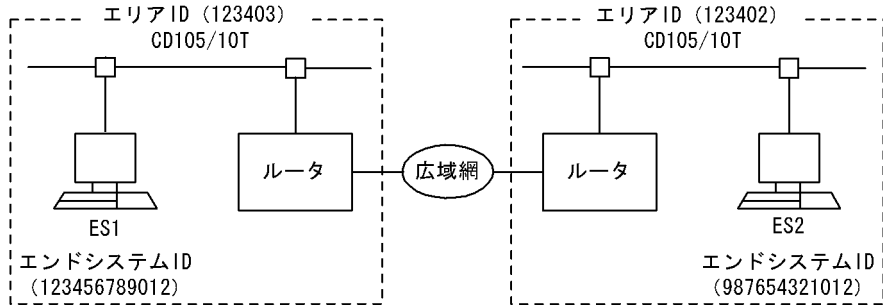 エリアID（123403）
CD105/10T
エリアID（123402）
CD105/10T
ルータ
広域網
ルータ
ES1
ES2
エンドシステムID
（123456789012）
エンドシステムID
（987654321012）